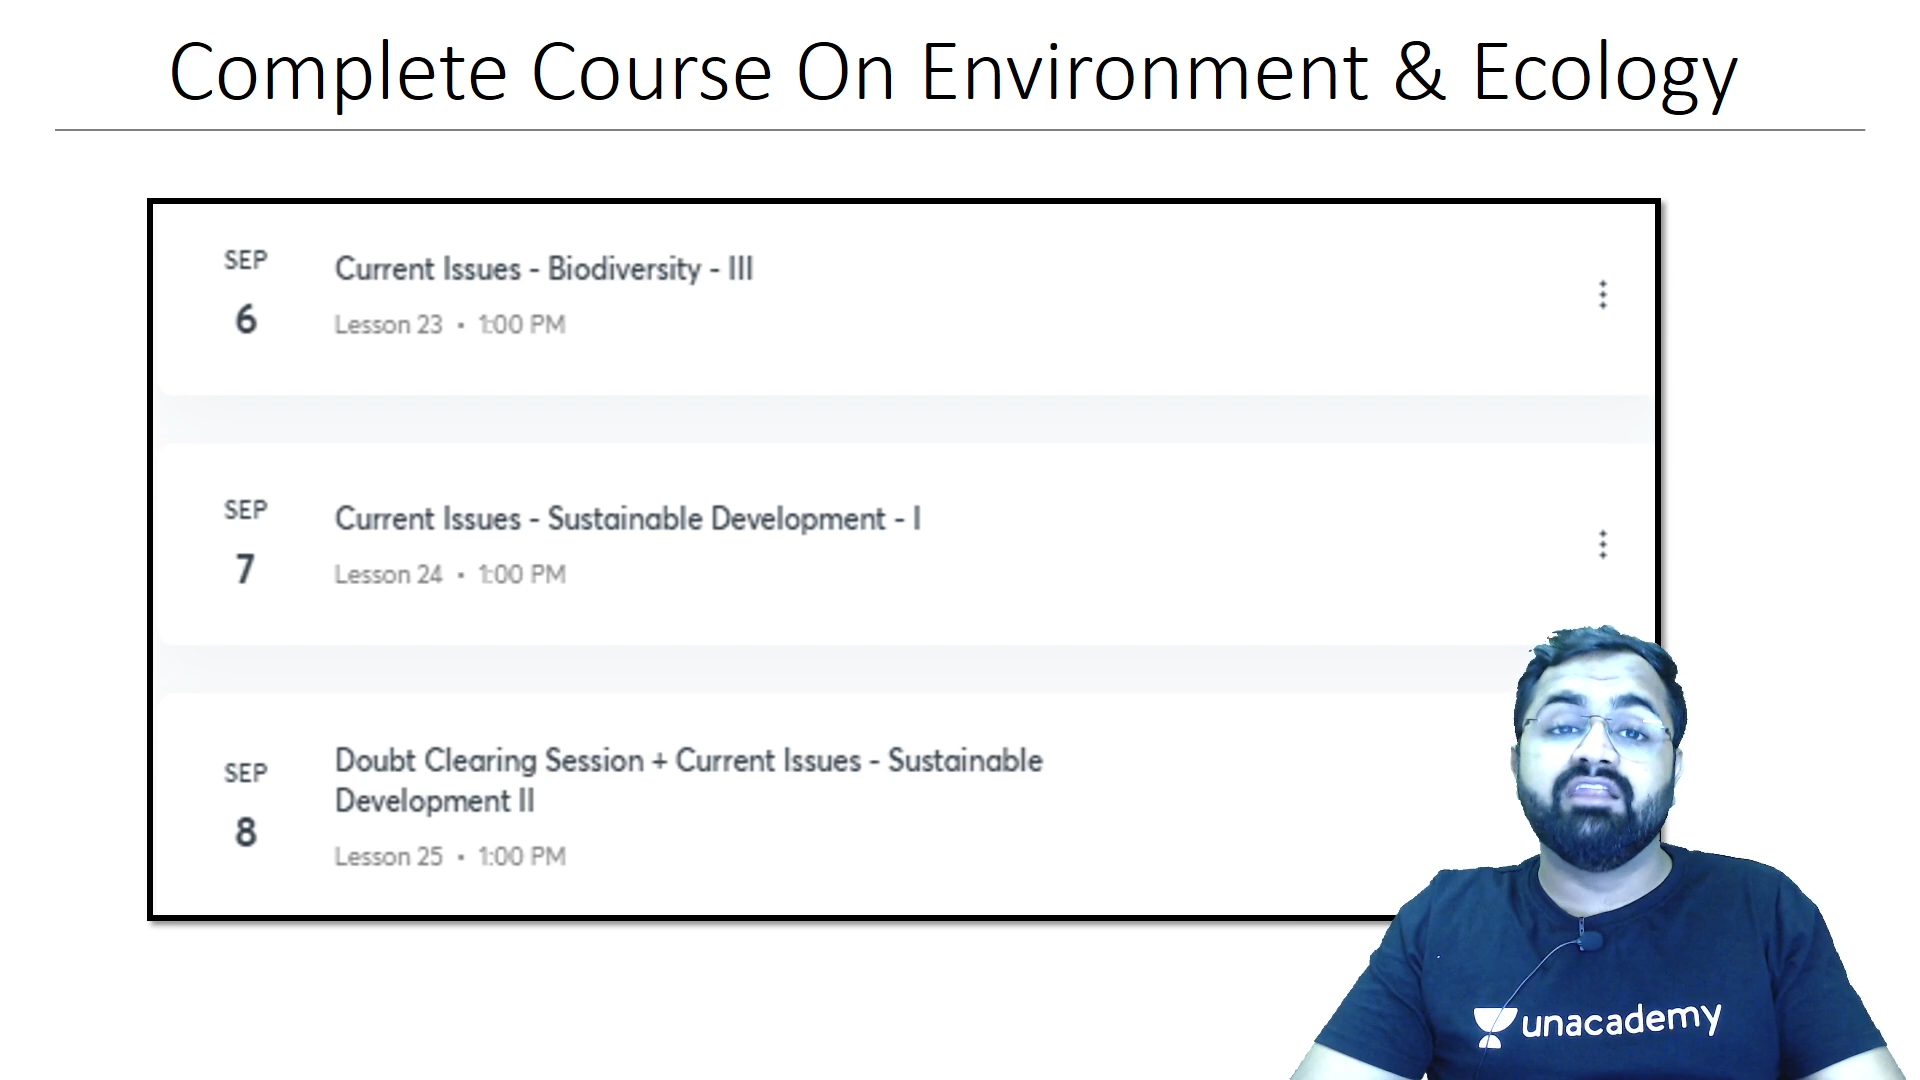 Complete Course On Environment & Ecology
SEP
6
Current Issues - Biodiversity - III
Lesson 23 • 1:00 PM
SEP
7
Current Issues - Sustainable Development - I
Lesson 24 • 1:00 PM
SEP
8
Doubt Clearing Session + Current Issues - Sustainable
Development II
Lesson 25 • 1:00 PM
unacademy